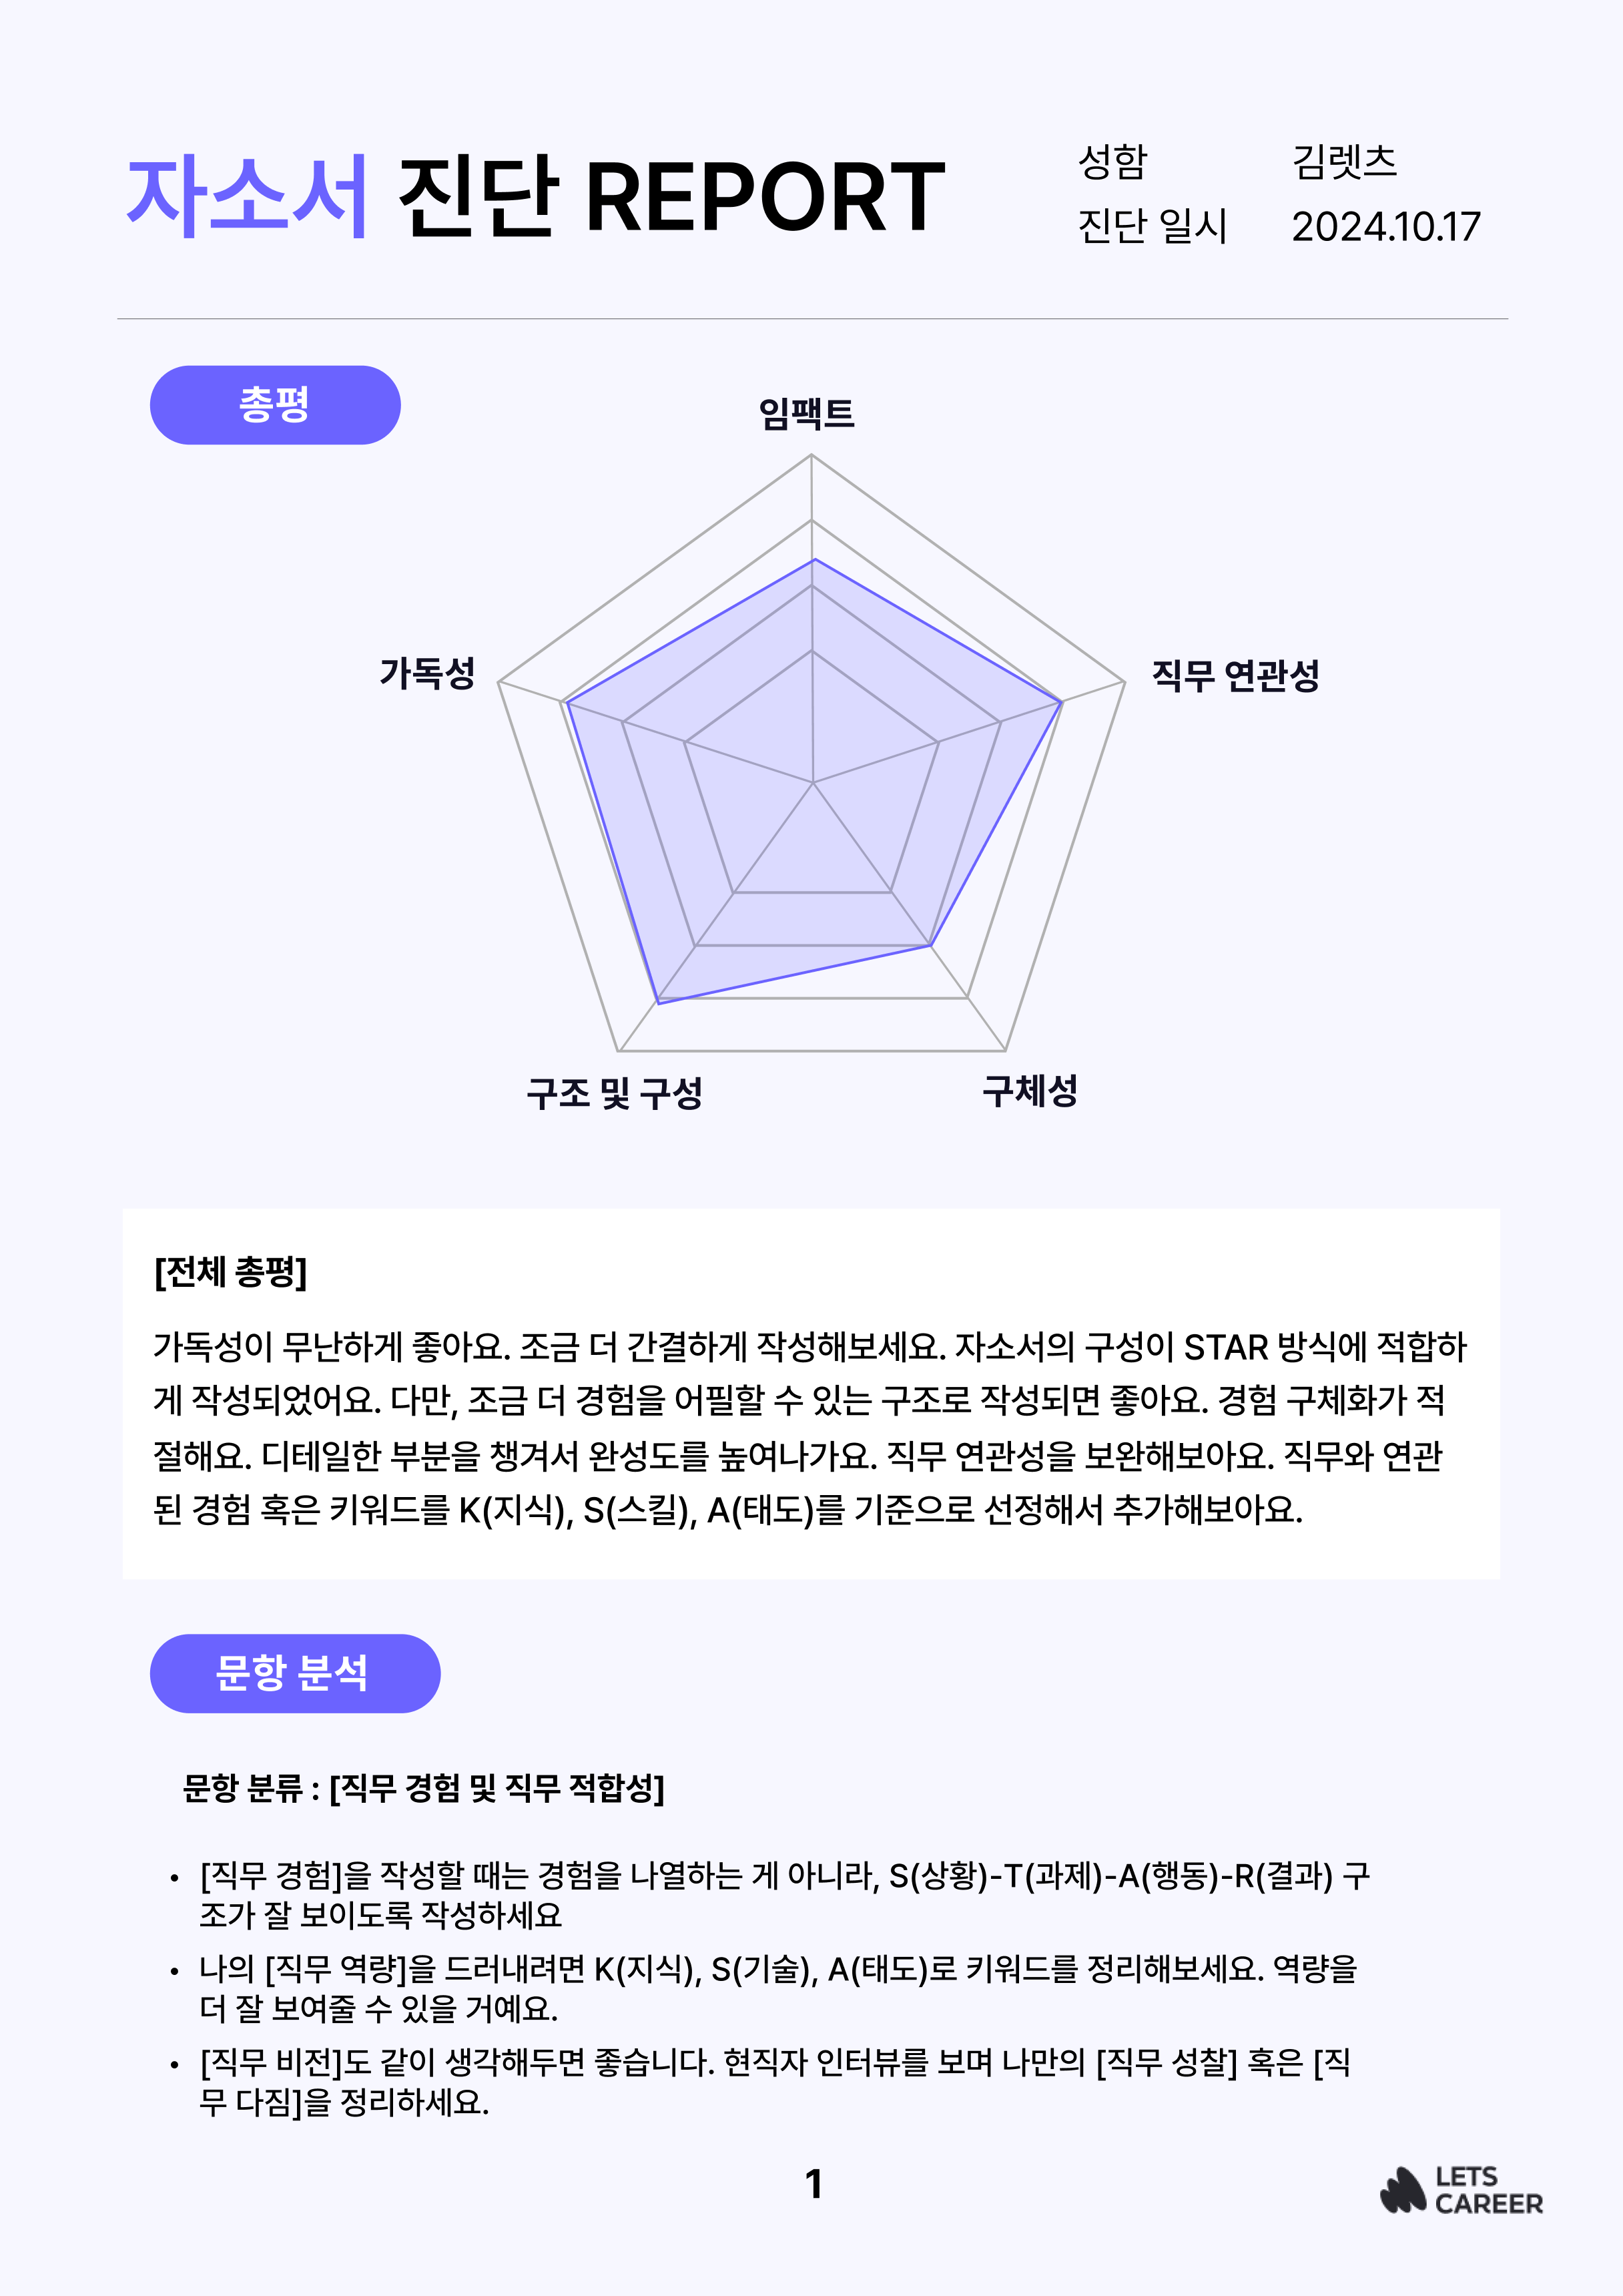 자소서 진단 REPORT
성함 김렛츠
진단 일시 2024.10.17
총평
임팩트
가독성
직무 연관성
구조 및 구성
구체성
[전체 총평]
가독성이 무난하게 좋아요. 조금 더 간결하게 작성해보세요. 자소서의 구성이 STAR 방식에 적합하
게 작성되었어요. 다만, 조금 더 경험을 어필할 수 있는 구조로 작성되면 좋아요. 경험 구체화가 적
절해요. 디테일한 부분을 챙겨서 완성도를 높여나가요. 직무 연관성을 보완해보아요. 직무와 연관
된 경험 혹은 키워드를 K(지식), S(스킬), A(태도)를 기준으로 선정해서 추가해보아요.
문항 분석
문항 분류 : [직무 경험 및 직무 적합성]
• [직무 경험]을 작성할 때는 경험을 나열하는 게 아니라, S(상황)-T(과제)-A(행동)-R(결과) 구
조가 잘 보이도록 작성하세요
• 나의 [직무 역량]을 드러내려면 K(지식), S(기술), A(태도)로 키워드를 정리해보세요. 역량을
더 잘 보여줄 수 있을 거예요.
• [직무 비전]도 같이 생각해두면 좋습니다. 현직자 인터뷰를 보며 나만의 [직무 성찰] 혹은 [직
무 다짐]을 정리하세요.
1
LETS
CAREER